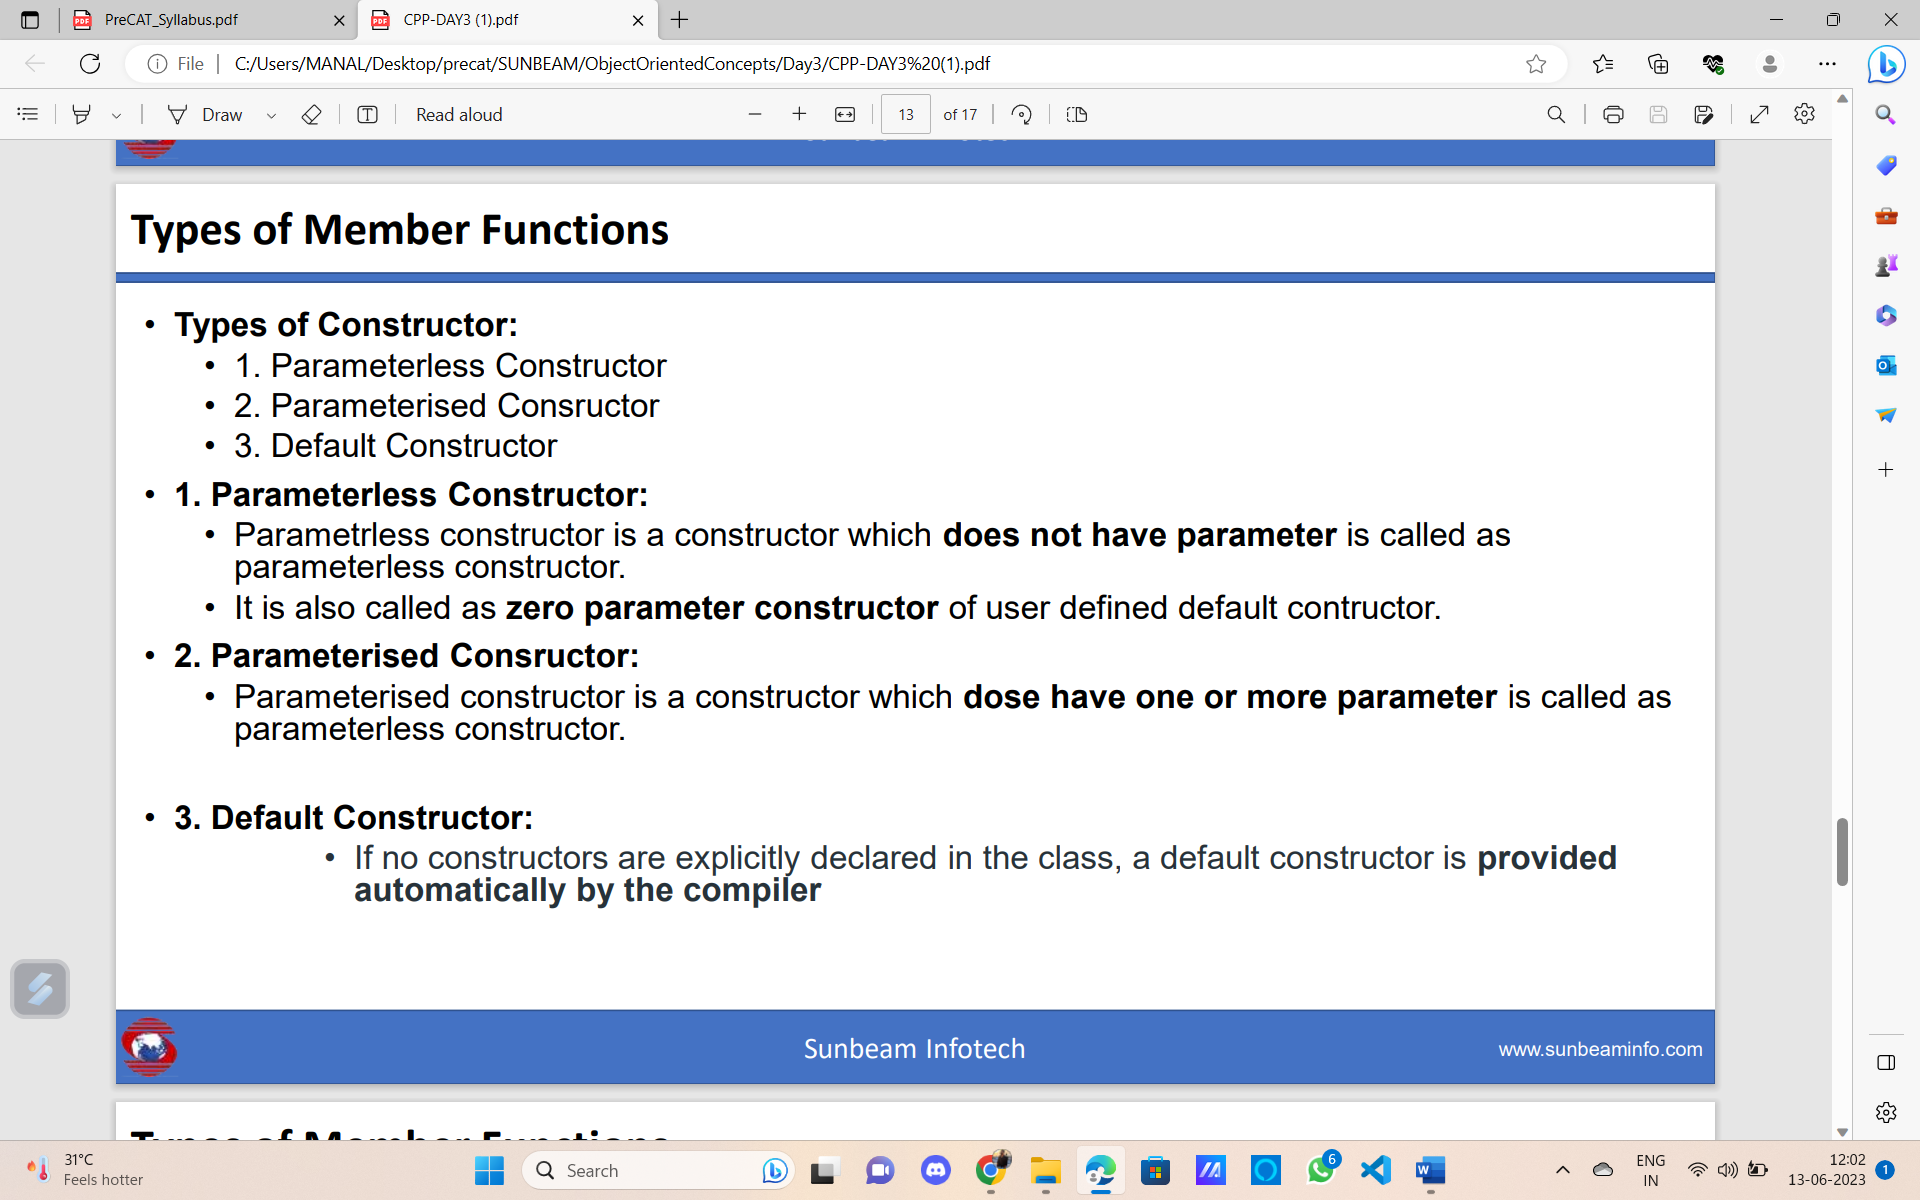 PreCAT_Syllabus.pdf
CPP-DAY3 (1).pdf
File
C:/Users/MANAL/Desktop/precat/SUNBEAM/ObjectOrientedConcepts/Day3/CPP-DAY3%20(1).pdf
Draw
Read aloud
13 of 17
Types of Member Functions
• Types of Constructor:
• 1. Parameterless Constructor
• 2. Parameterised Consructor
• 3. Default Constructor
• 1. Parameterless Constructor:
• Parametrless constructor is a constructor which does not have parameter is called as
parameterless constructor.
• It is also called as zero parameter constructor of user defined default contructor.
• 2. Parameterised Consructor:
• Parameterised constructor is a constructor which dose have one or more parameter is called as
parameterless constructor.
• 3. Default Constructor:
• If no constructors are explicitly declared in the class, a default constructor is provided
automatically by the compiler
Sunbeam Infotech
www.sunbeaminfo.com
Types of Member Functions
31°C
Feels hotter
Search
6
ENG
IN
12:02
13-06-2023
1